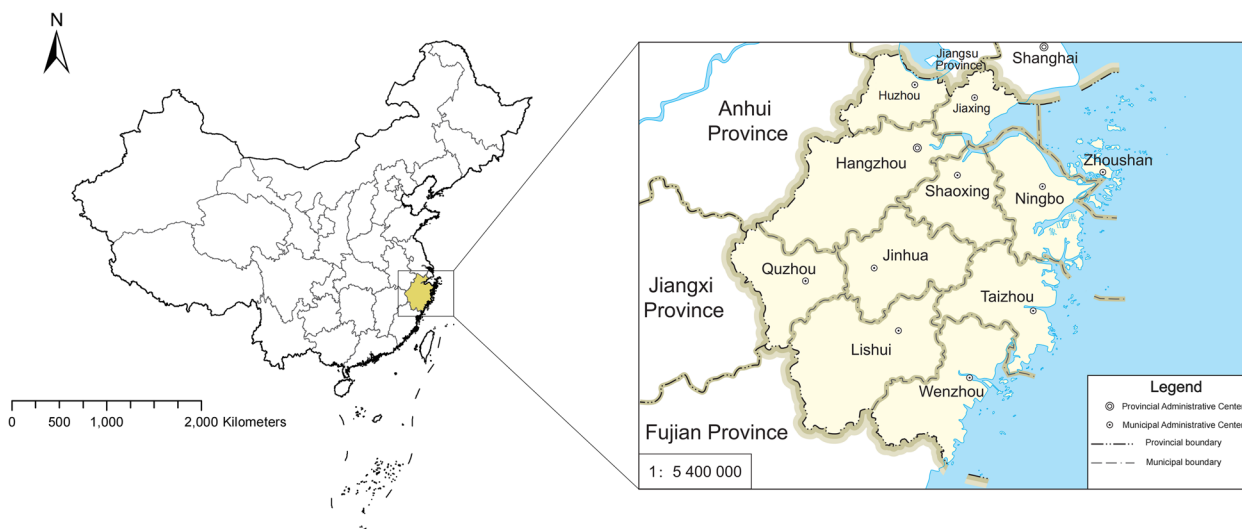 N
0 500 1,000 2,000 Kilometers
Jiangsu
Province
Shanghai
Huzhou
Jiaxing
Anhui
Province
Hangzhou
Zhoushan
Shaoxing
Ningbo
Jinhua
Quzhou
Jiangxi
Province
Taizhou
Lishui
Wenzhou
Fujian Province
1: 5 400 000
Legend
Provincial Administrative Center
Municipal Administrative Center
Provincial boundary
Municipal boundary